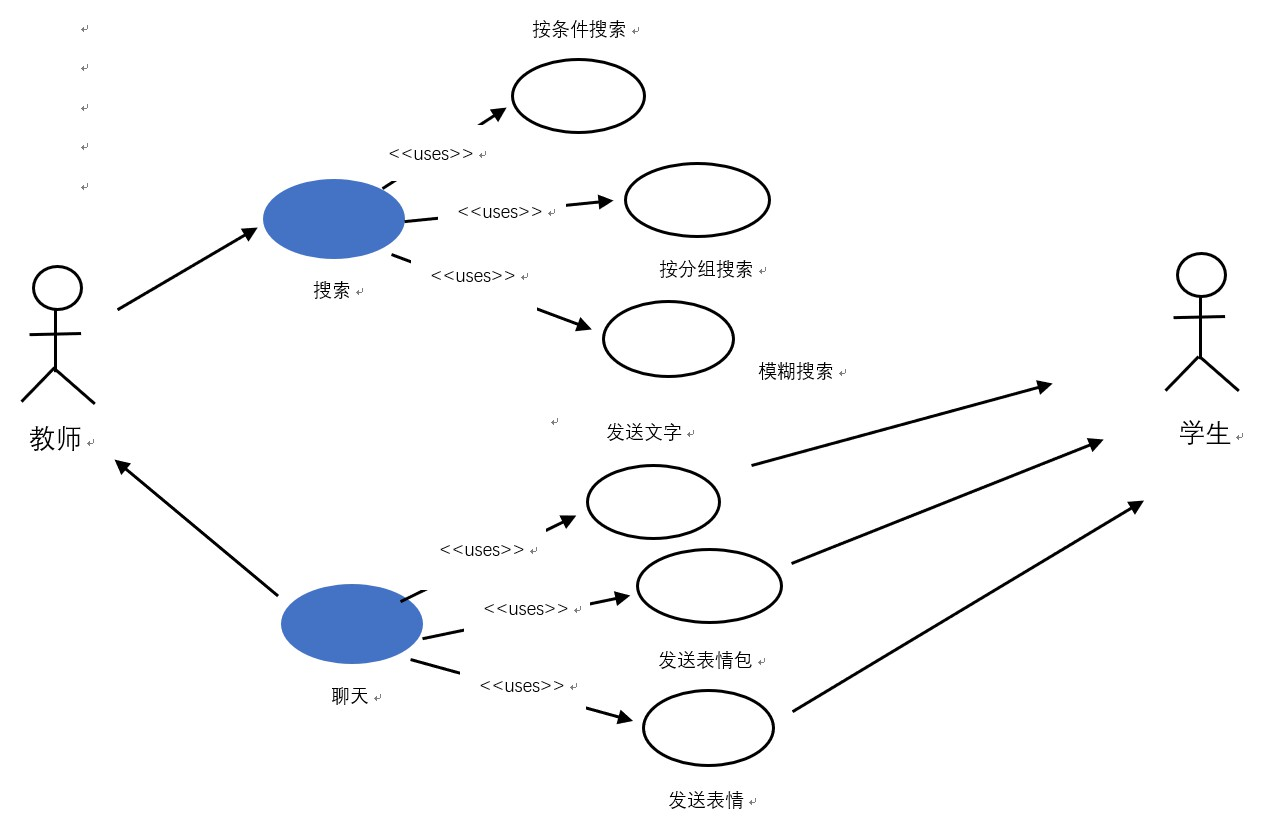 按条件搜索
<<uses>>
<<uses>>
按分组搜索
<<uses>>
搜索
模糊搜索
教师
发送文字
学生
<<uses>>
<<uses>>
发送表情包
<<uses>>
聊天
发送表情